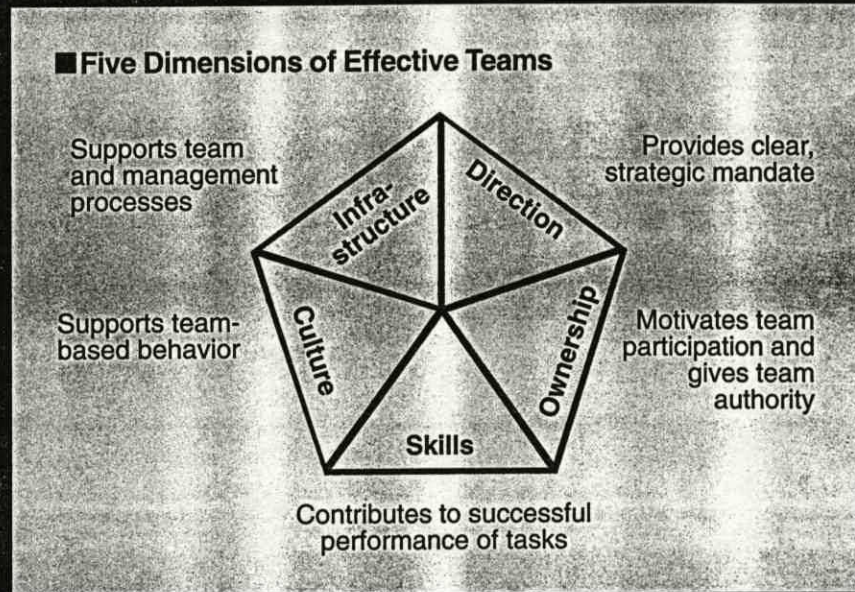 ■Five Dimensions of Effective Teams
Supports team
and management
processes
Infra-
structure
Direction
Provides clear,
strategic mandate
Supports team-
based behavior
Culture
Ownership
Motivates team
participation and
gives team
authority
Skills
Contributes to successful
performance of tasks